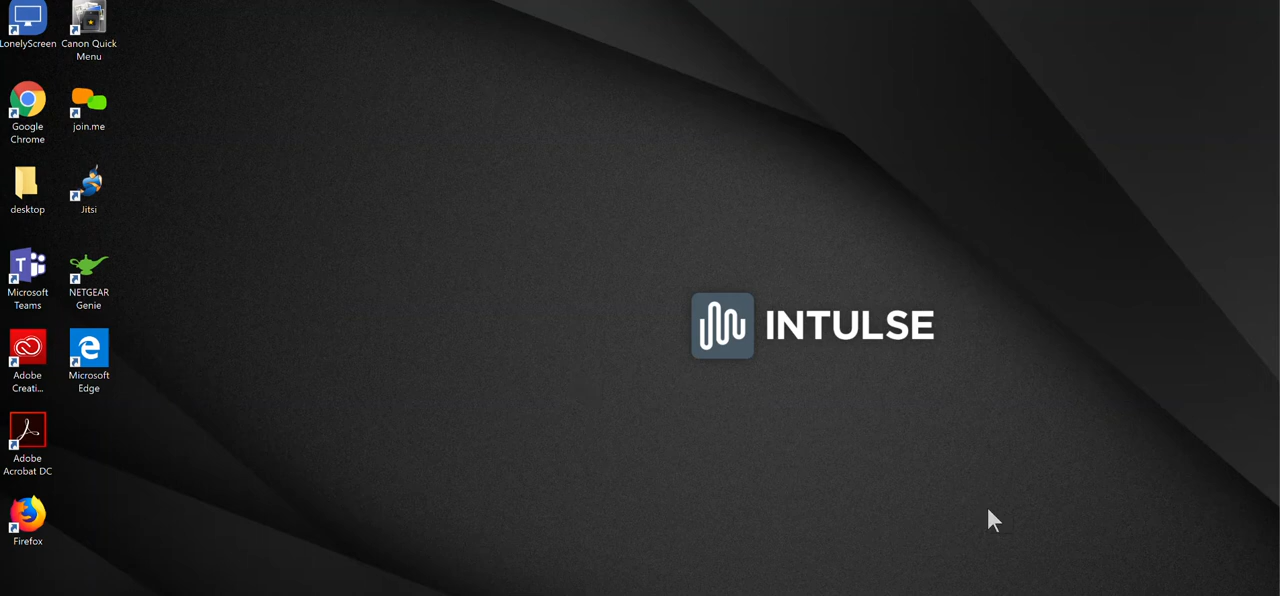 LonelyScreen
Canon Quick
Menu
Google
Chrome
join.me
desktop
Jitsi
Microsoft
Teams
NETGEAR
Genie
Adobe
Creati...
Microsoft
Edge
Adobe
Acrobat DC
Firefox
INTULSE